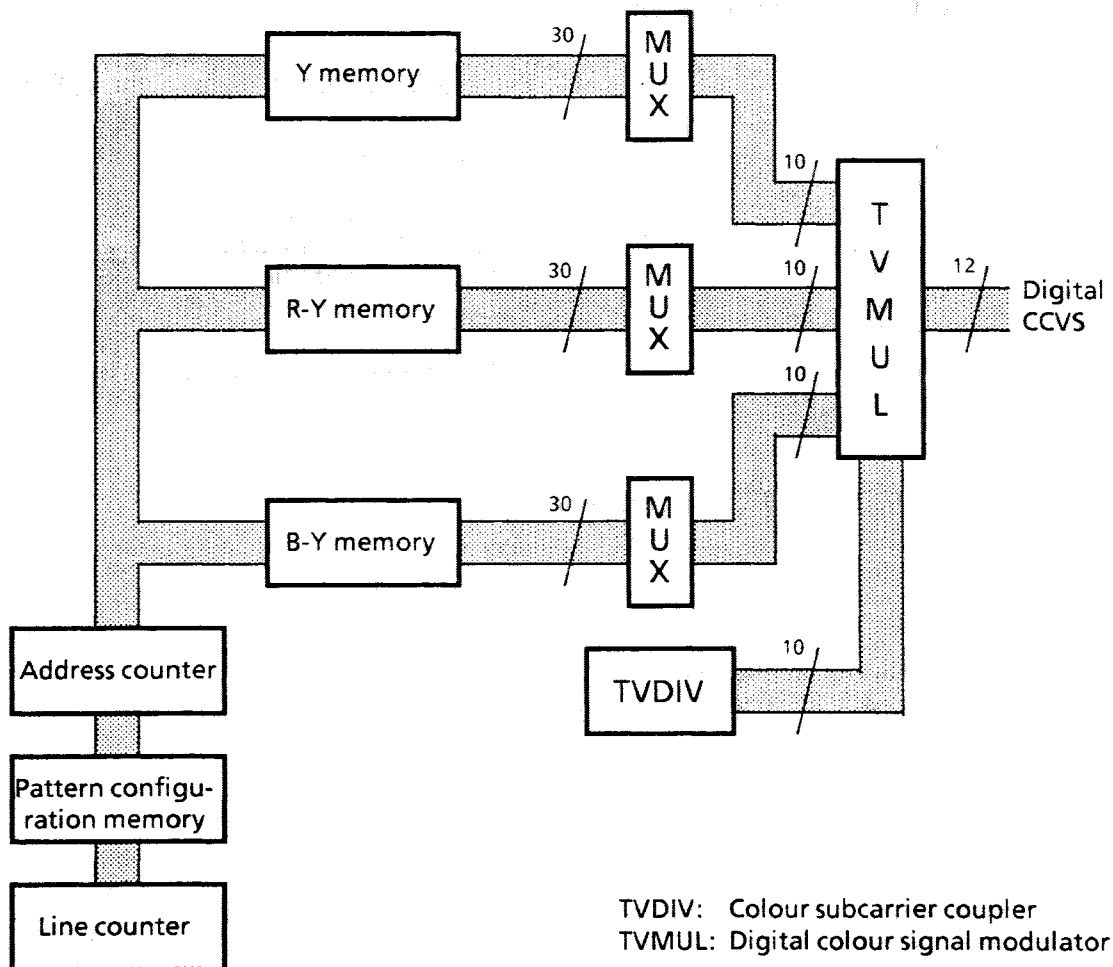 30
M
U
X
Y memory
10
T
V
M
U
L
30
M
U
X
10
R-Y memory
12
Digital
CCVS
10
30
M
U
X
B-Y memory
10
TVDIV
Address counter
Pattern configu-
ration memory
Line counter
TVDIV: Colour subcarrier coupler
TVMUL: Digital colour signal modulator